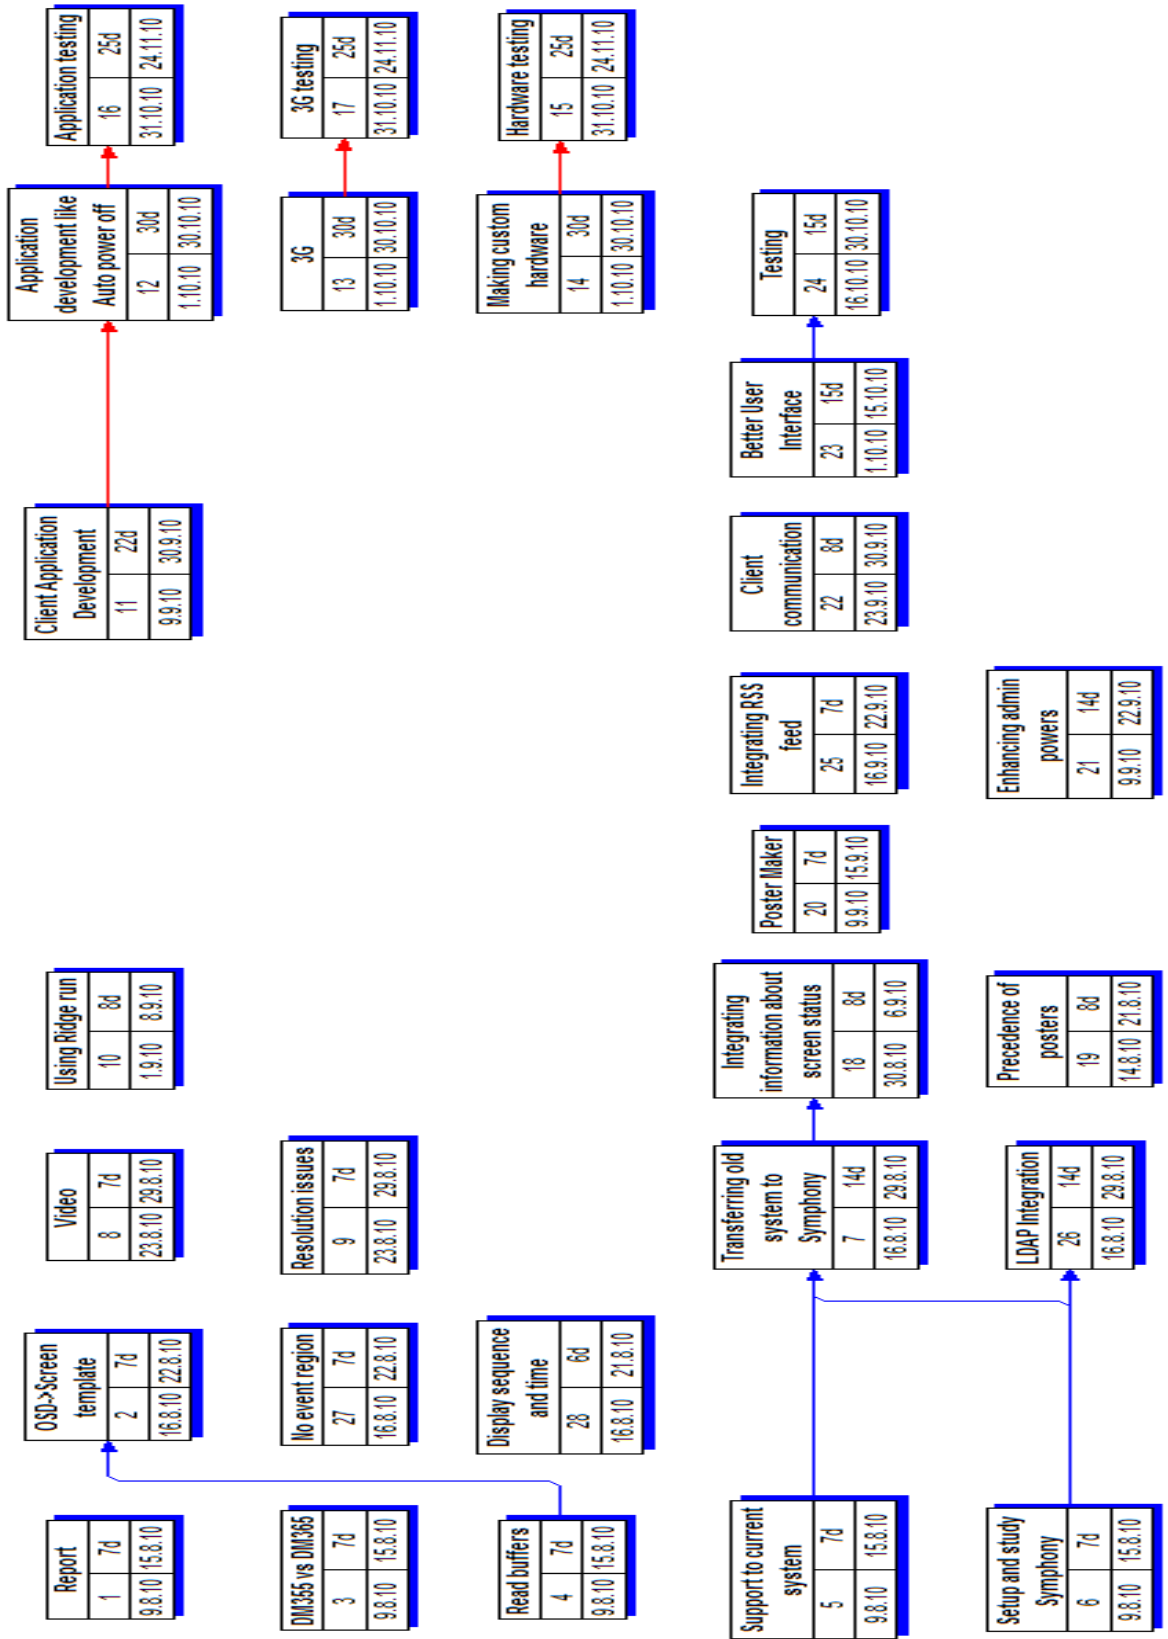 Report
1 7d
9.8.10 15.8.10
OSD->Screen
template
2 7d
16.8.10 22.8.10
Video
8 7d
23.8.10 29.8.10
Using Ridge run
10 8d
1.9.10 8.9.10
Client Application
Development
11 22d
9.9.10 30.9.10
Application
development like
Auto power off
12 30d
1.10.10 30.10.10
Application testing
16 25d
31.10.10 24.11.10
DM355 vs DM365
3 7d
9.8.10 15.8.10
No event region
27 7d
16.8.10 22.8.10
Resolution issues
9 7d
23.8.10 29.8.10
3G
13 30d
1.10.10 30.10.10
3G testing
17 25d
31.10.10 24.11.10
Read buffers
4 7d
9.8.10 15.8.10
Display sequence
and time
28 6d
16.8.10 21.8.10
Making custom
hardware
14 30d
1.10.10 30.10.10
Hardware testing
15 25d
31.10.10 24.11.10
Support to current
system
5 7d
9.8.10 15.8.10
Transferring old
system to
Symphony
7 14d
16.8.10 29.8.10
Integrating
information about
screen status
18 8d
30.8.10 6.9.10
Poster Maker
20 7d
9.9.10 15.9.10
Integrating RSS
feed
25 7d
16.9.10 22.9.10
Client
communication
22 8d
23.9.10 30.9.10
Better User
Interface
23 15d
1.10.10 15.10.10
Testing
24 15d
16.10.10 30.10.10
Setup and study
Symphony
6 7d
9.8.10 15.8.10
LDAP Integration
26 14d
16.8.10 29.8.10
Precedence of
posters
19 8d
14.8.10 21.8.10
Enhancing admin
powers
21 14d
9.9.10 22.9.10